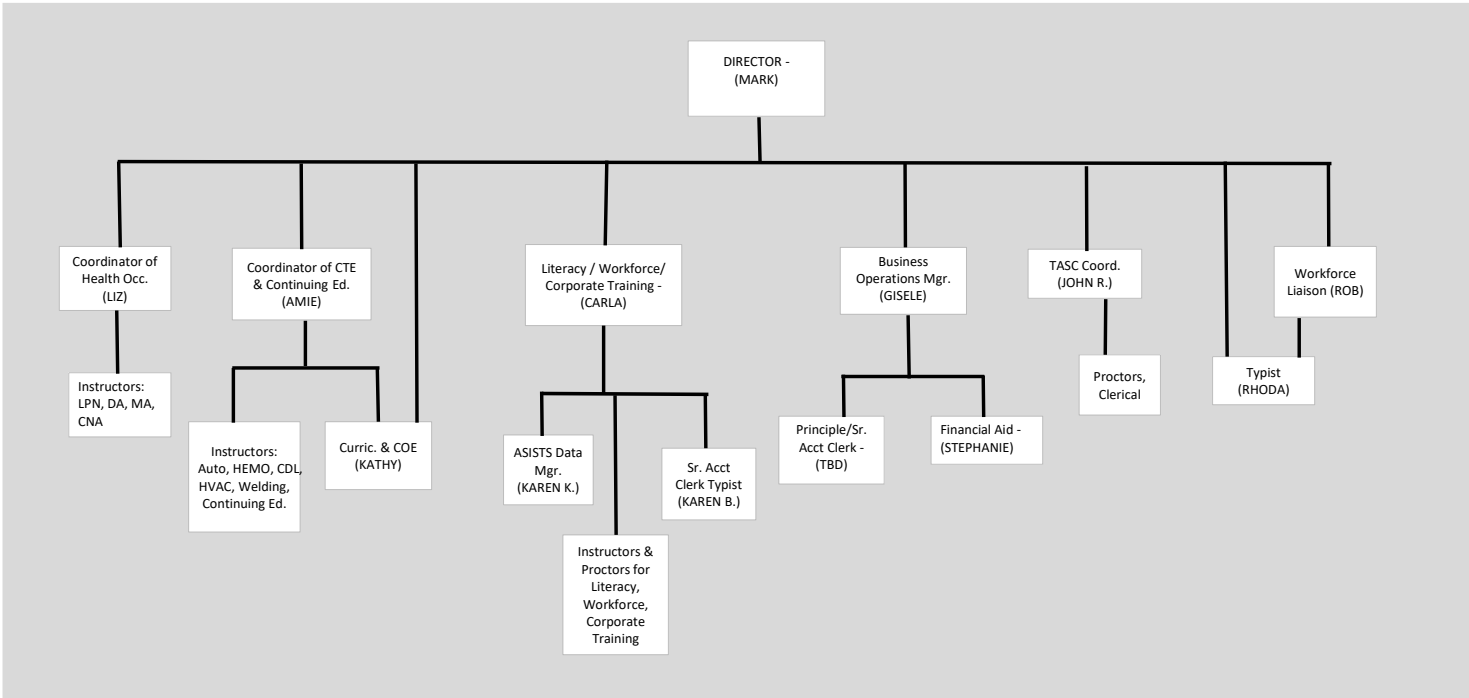 DIRECTOR -
(MARK)
Coordinator of
Health Occ.
(LIZ)
Coordinator of CTE
& Continuing Ed.
(AMIE)
Literacy / Workforce/
Corporate Training -
(CARLA)
Business
Operations Mgr.
(GISELE)
TASC Coord.
(JOHN R.)
Workforce
Liaison (ROB)
Instructors:
LPN, DA, MA,
CNA
Instructors:
Auto, HEMO, CDL,
HVAC, Welding,
Continuing Ed.
Curric. & COE
(KATHY)
ASISTS Data
Mgr.
(KAREN K.)
Instructors &
Proctors for
Literacy,
Workforce,
Corporate
Training
Sr. Acct
Clerk Typist
(KAREN B.)
Principle/Sr.
Acct Clerk -
(TBD)
Financial Aid -
(STEPHANIE)
Proctors,
Clerical
Typist
(RHODA)